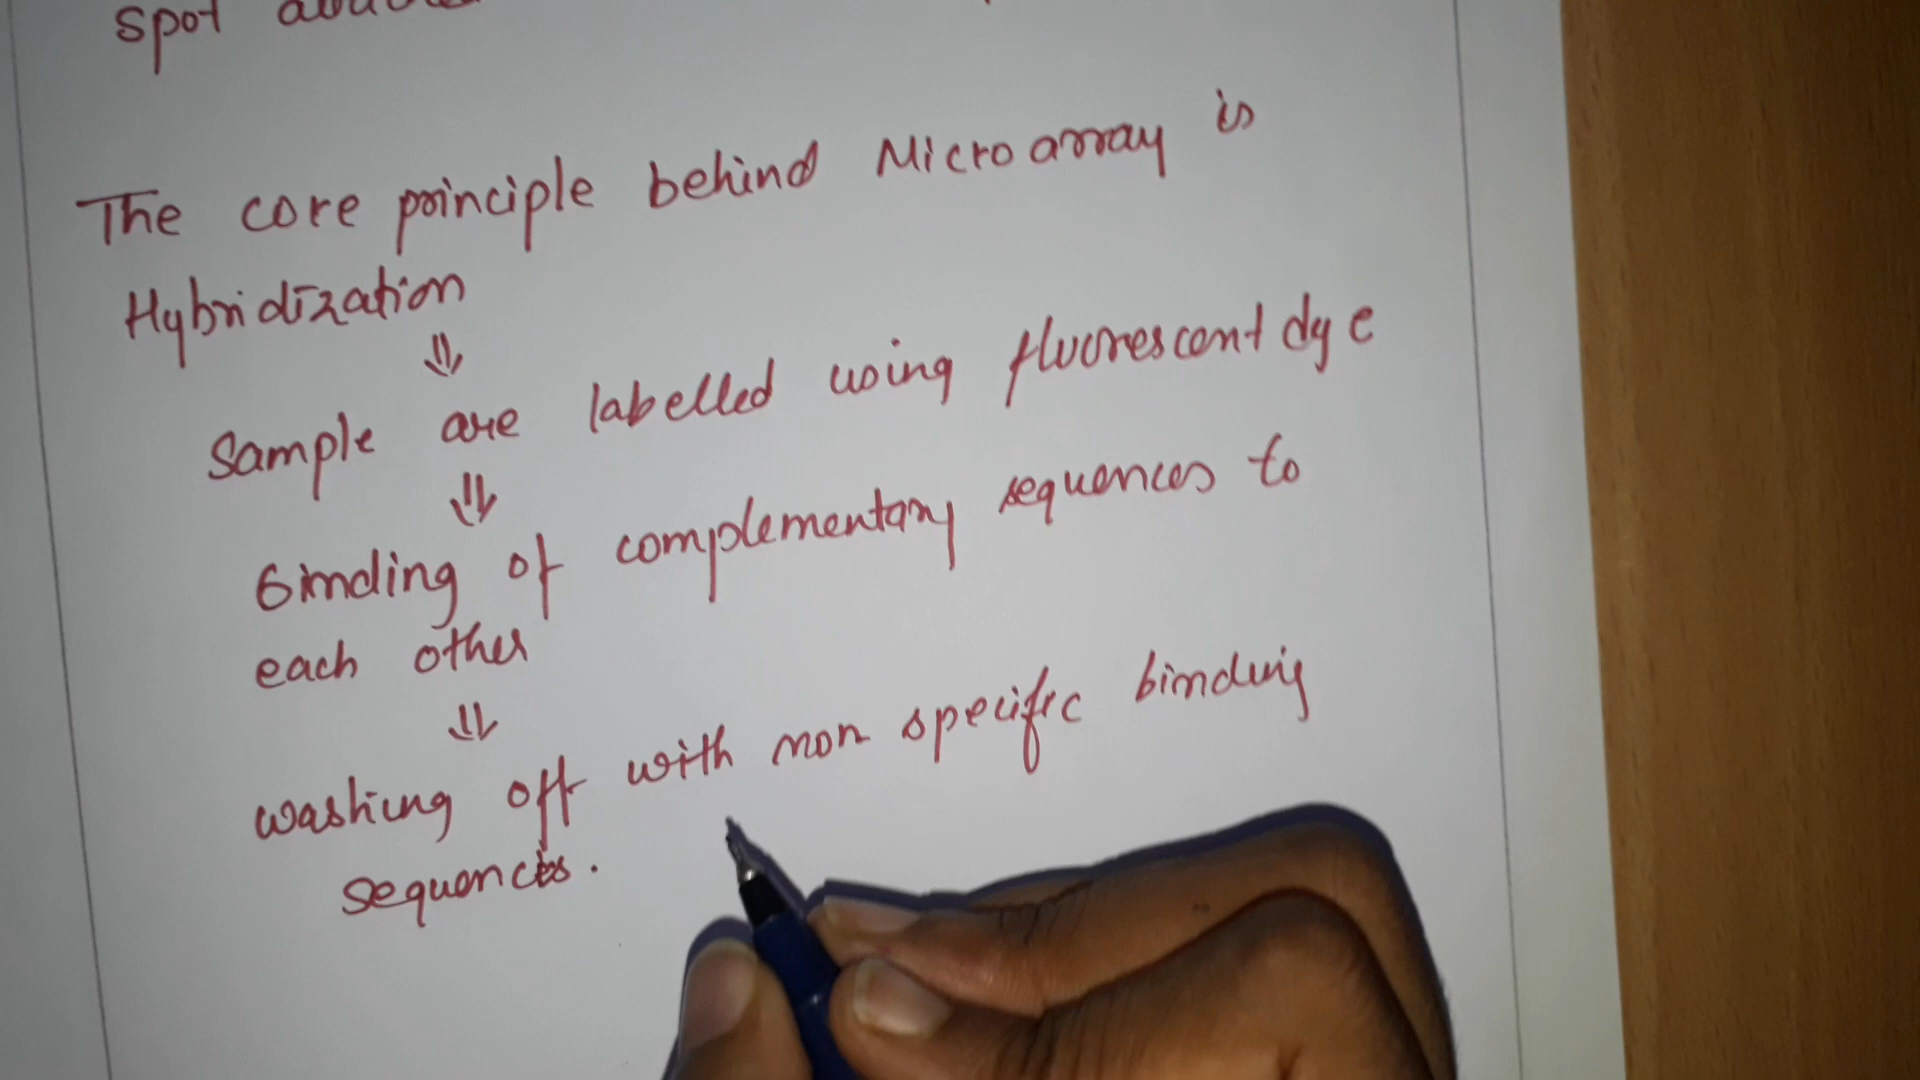 spot
The core principle behind Microarray is
Hybridization
⇓
Sample are labelled using fluorescent dye
⇓
Binding of complementary sequences to
each other
⇓
washing off with non specific binding
sequences.